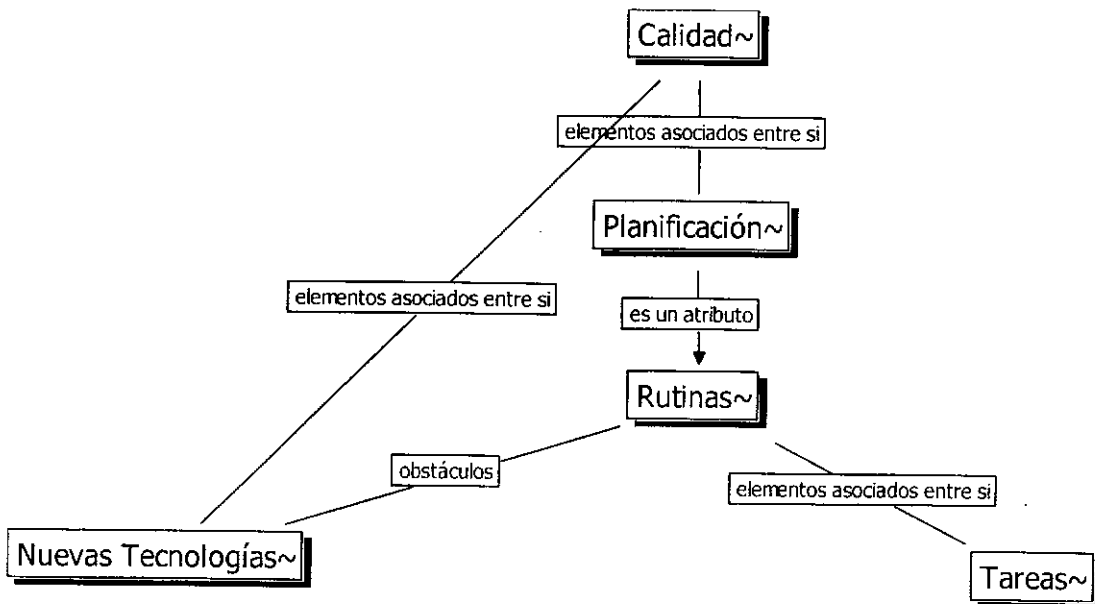 Calidad~
elementos asociados entre si
Planificación~
elementos asociados entre si
es un atributo
Rutinas~
obstáculos
elementos asociados entre si
Nuevas Tecnologías~
Tareas~